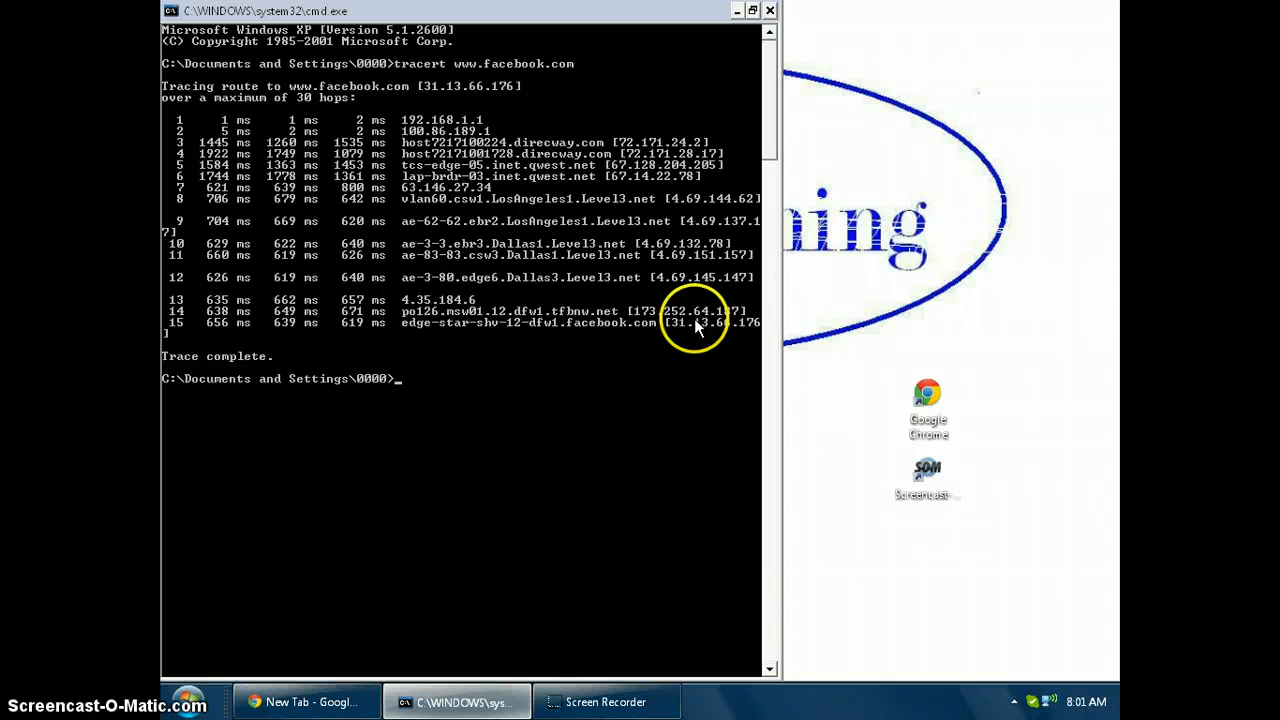 C:\WINDOWS\system32\cmd.exe
Microsoft Windows XP [Version 5.1.2600]
(C) Copyright 1985-2001 Microsoft Corp.
C:\Documents and Settings\0000>tracert www.facebook.com
Tracing route to www.facebook.com [31.13.66.176]
over a maximum of 30 hops:
1 1 ms 1 ms 2 ms 192.168.1.1
2 5 ms 2 ms 2 ms 100.86.189.1
3 1445 ms 1260 ms 1535 ms host7217100224.direcway.com [72.171.24.2]
4 1922 ms 1749 ms 1079 ms host72171001728.direcway.com [72.171.28.17]
5 1584 ms 1363 ms 1453 ms tcs-edge-05.inet.qwest.net [67.128.204.205]
6 1744 ms 1778 ms 1361 ms lap-brdr-03.inet.qwest.net [67.14.22.78]
7 621 ms 639 ms 800 ms 63.146.27.34
8 706 ms 679 ms 642 ms vlan60.csw1.LosAngeles1.Level3.net [4.69.144.62]
9 704 ms 669 ms 620 ms ae-62-62.ebr2.LosAngeles1.Level3.net [4.69.137.1
7]
10 629 ms 622 ms 640 ms ae-3-3.ebr3.Dallas1.Level3.net [4.69.132.78]
11 660 ms 619 ms 626 ms ae-83-83.csw3.Dallas1.Level3.net [4.69.151.157]
12 626 ms 619 ms 640 ms ae-3-80.edge6.Dallas3.Level3.net [4.69.145.147]
13 635 ms 662 ms 657 ms 4.35.184.6
14 638 ms 649 ms 671 ms po126.msw01.12.dfw1.tfbnw.net [173.252.64.187]
15 656 ms 639 ms 619 ms edge-star-shv-12-dfw1.facebook.com [31.13.66.176
]
Trace complete.
C:\Documents and Settings\0000>_
ning
Google
Chrome
SOM
Screencast-...
New Tab - Googl...
C:\WINDOWS\sys...
Screen Recorder
8:01 AM
Screencast-O-Matic.com